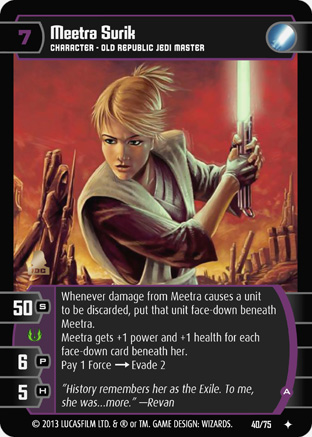 7 Meetra Surik
CHARACTER - OLD REPUBLIC JEDI MASTER
50 S
6 P
5 H
Whenever damage from Meetra causes a unit
to be discarded, put that unit face-down beneath
Meetra.
Meetra gets +1 power and +1 health for each
face-down card beneath her.
Pay 1 Force → Evade 2
"History remembers her as the Exile. To me,
she was...more." —Revan
A
© 2013 LUCASFILM LTD. & ® or TM. GAME DESIGN: WIZARDS. 40/75